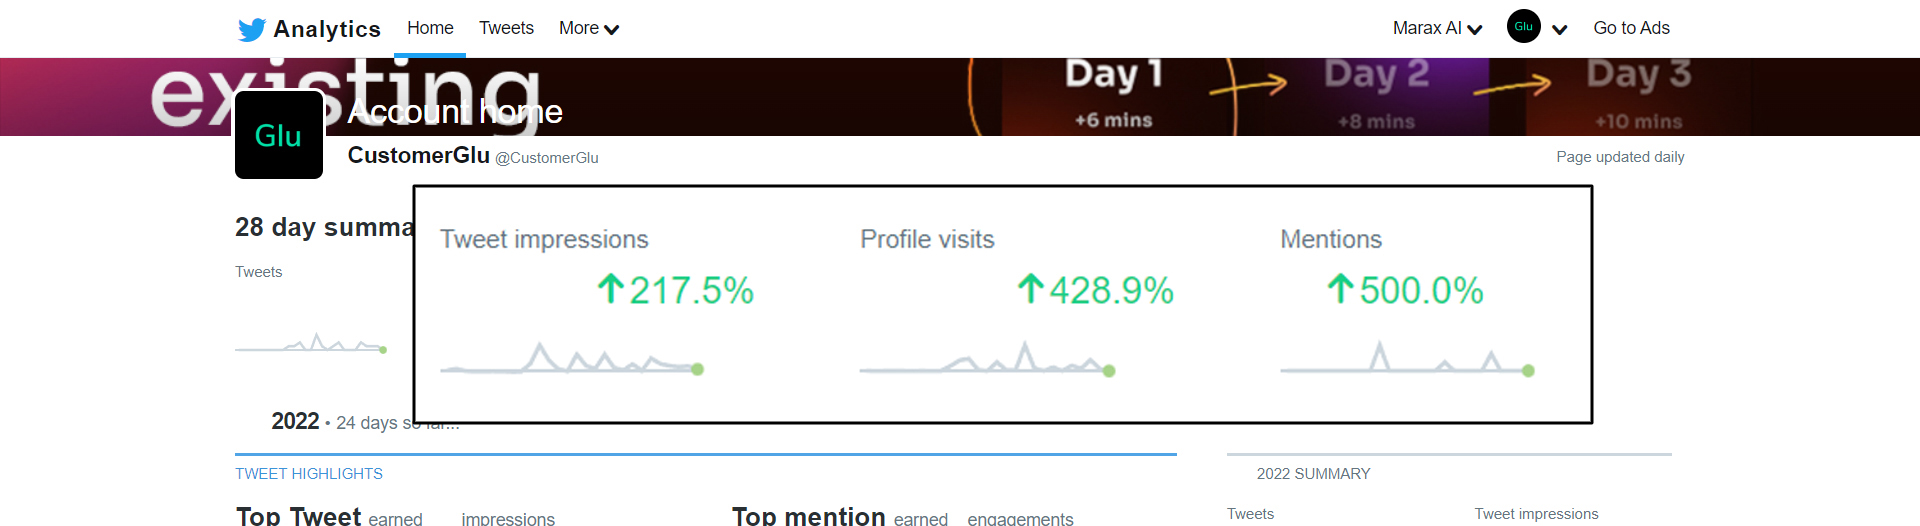 Analytics Home Tweets More Marax AI Glu Go to Ads
existing
Day 1 Day 2 Day 3
+6 mins +8 mins +10 mins
Account home
Glu
CustomerGlu @CustomerGlu Page updated daily
28 day summa
Tweets
Tweet impressions Profile visits Mentions
↑217.5% ↑428.9% ↑500.0%
2022 • 24 days so far...
TWEET HIGHLIGHTS 2022 SUMMARY
Top Tweet earned impressions Top mention earned engagements Tweets Tweet impressions